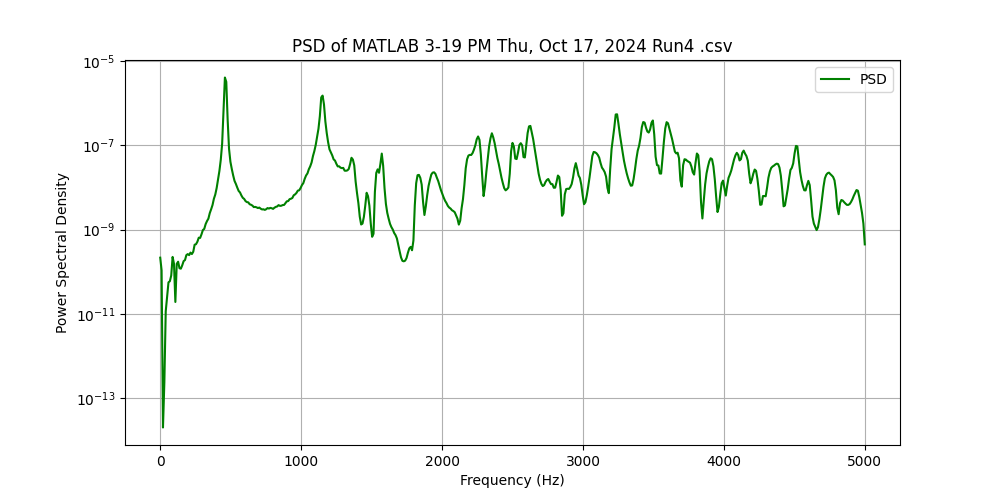 PSD of MATLAB 3-19 PM Thu, Oct 17, 2024 Run4 .csv
PSD
Power Spectral Density
10⁻⁵
10⁻⁷
10⁻⁹
10⁻¹¹
10⁻¹³
0 1000 2000 3000 4000 5000
Frequency (Hz)